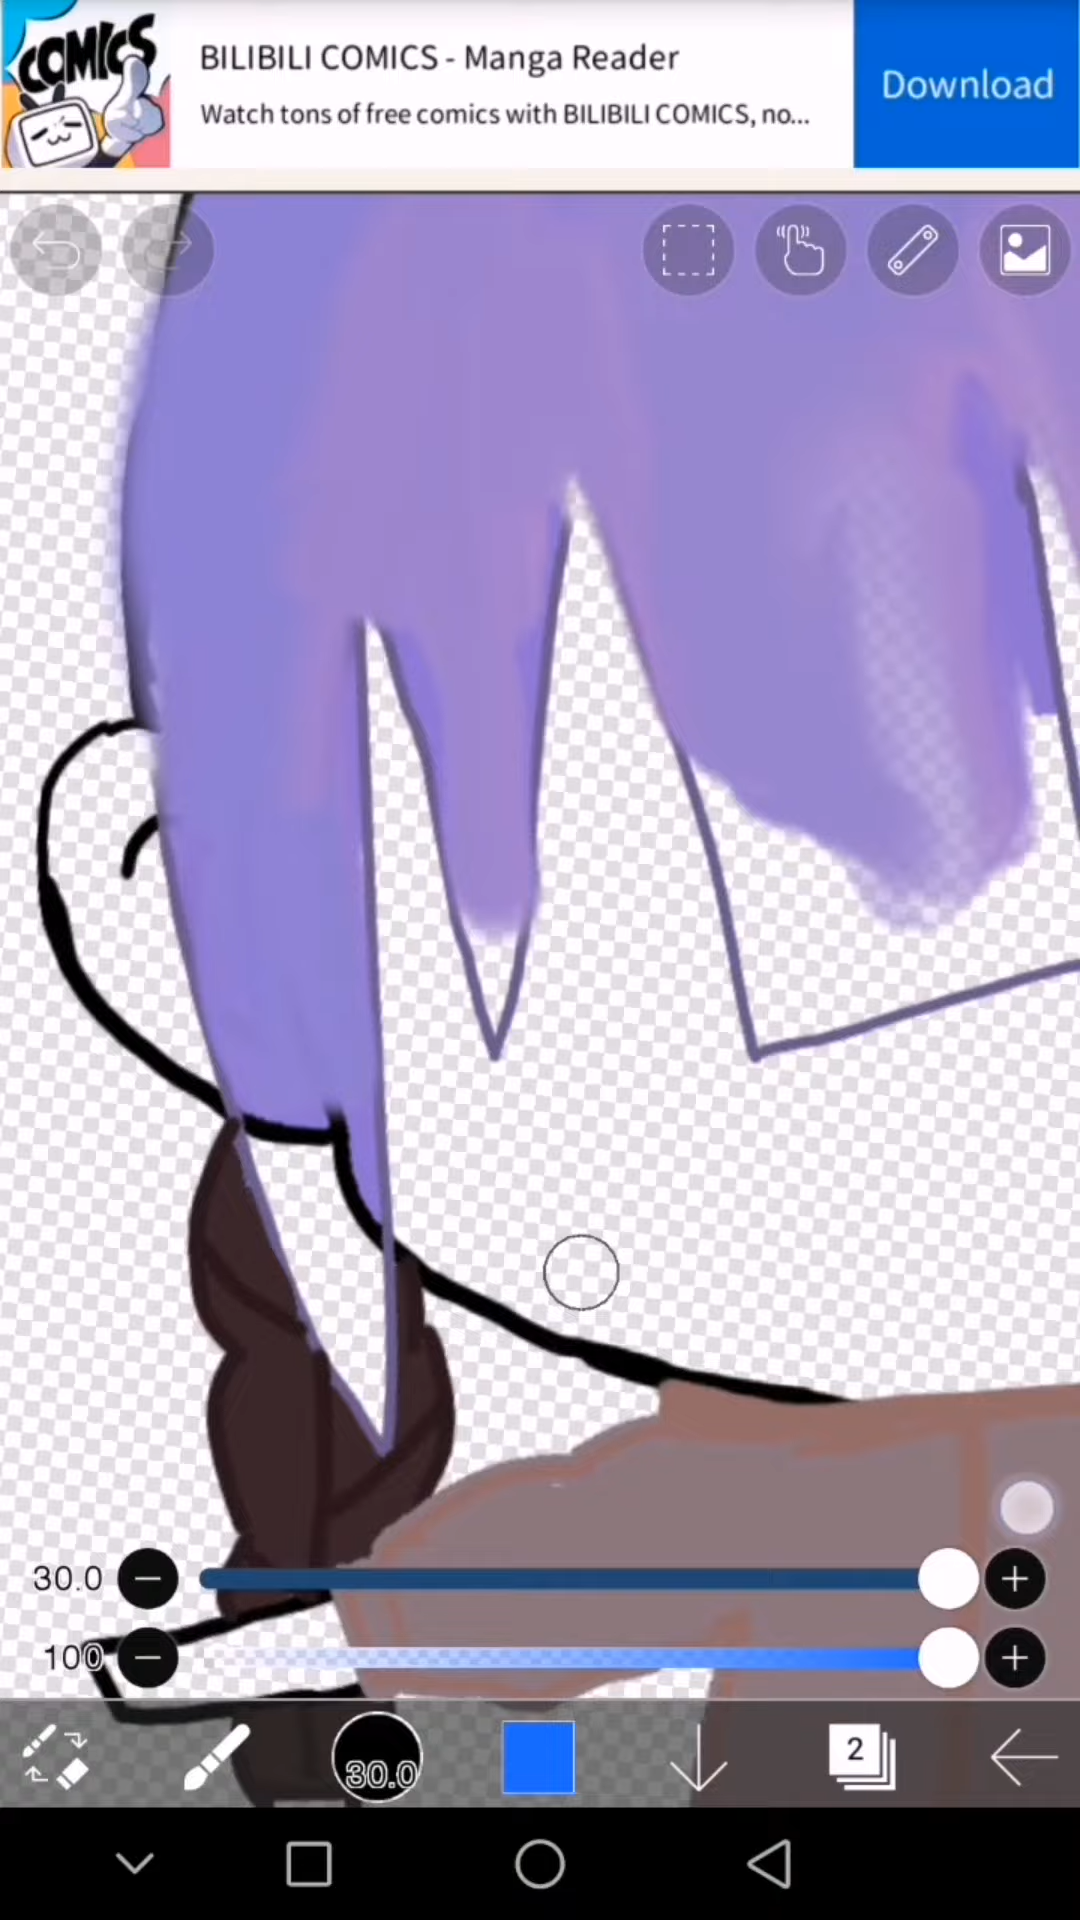 COMICS
BILIBILI COMICS - Manga Reader
Watch tons of free comics with BILIBILI COMICS, no...
Download
30.0
100
30.0
2